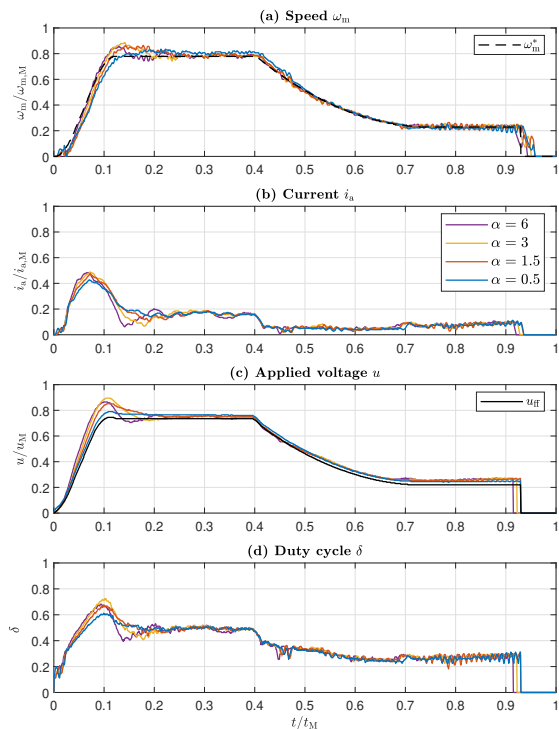 (a) Speed ωm
1
0.8
0.6
0.4
0.2
0
ωm/ωm,M
ω*m
0 0.1 0.2 0.3 0.4 0.5 0.6 0.7 0.8 0.9 1
(b) Current ia
1
0.8
0.6
0.4
0.2
0
ia/ia,M
α = 6
α = 3
α = 1.5
α = 0.5
0 0.1 0.2 0.3 0.4 0.5 0.6 0.7 0.8 0.9 1
(c) Applied voltage u
1
0.8
0.6
0.4
0.2
0
u/uM
uff
0 0.1 0.2 0.3 0.4 0.5 0.6 0.7 0.8 0.9 1
(d) Duty cycle δ
1
0.8
0.6
0.4
0.2
0
δ
0 0.1 0.2 0.3 0.4 0.5 0.6 0.7 0.8 0.9 1
t/tM